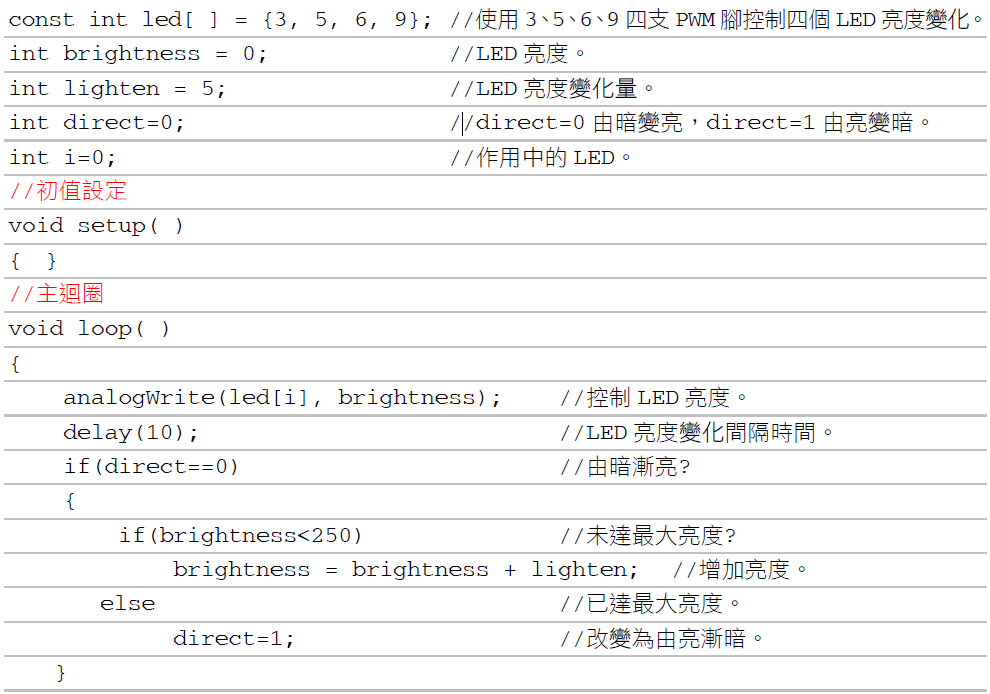 const int led[ ] = {3, 5, 6, 9}; //使用 3、5、6、9 四支 PWM 腳控制四個 LED 亮度變化。
int brightness = 0; //LED 亮度。
int lighten = 5; //LED 亮度變化量。
int direct=0; //direct=0 由暗變亮，direct=1 由亮變暗。
int i=0; //作用中的 LED。
//初值設定
void setup( )
{ }
//主迴圈
void loop( )
{
analogWrite(led[i], brightness); //控制 LED 亮度。
delay(10); //LED 亮度變化間隔時間。
if(direct==0) //由暗漸亮?
{
if(brightness<250) //未達最大亮度?
brightness = brightness + lighten; //增加亮度。
else //已達最大亮度。
direct=1; //改變為由亮漸暗。
}